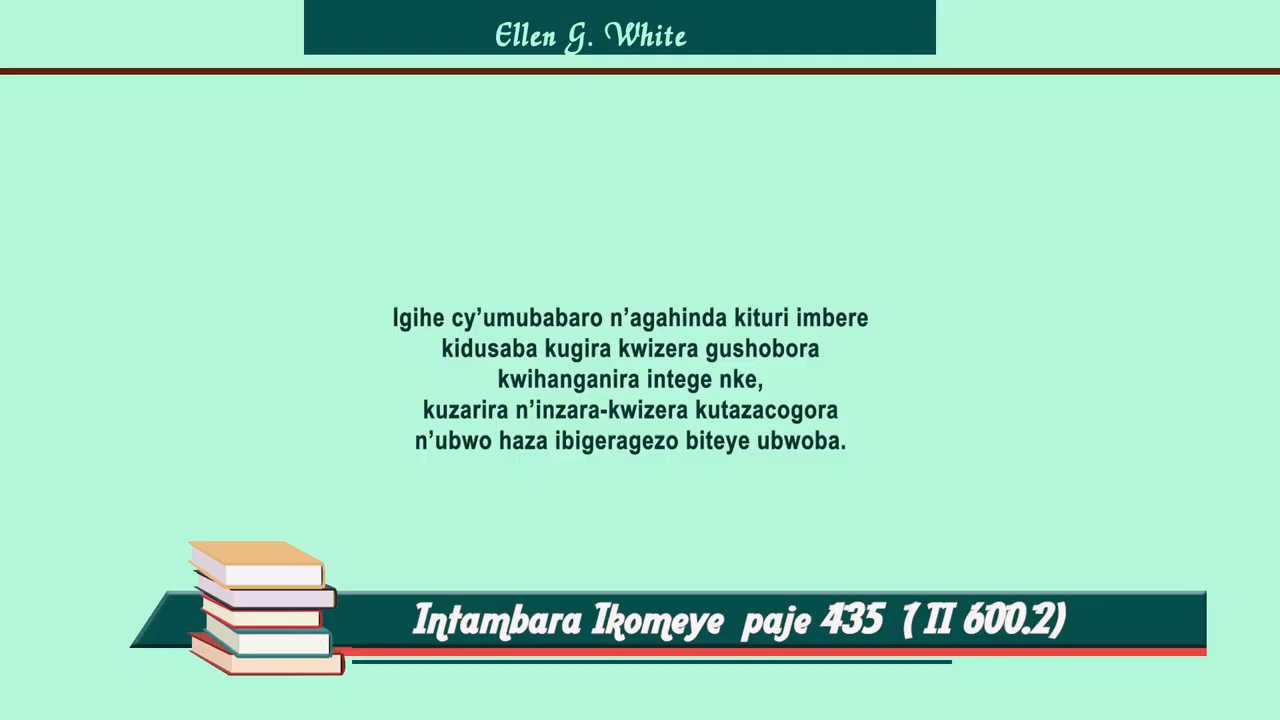 Ellen G. White
Igihe cy’umubabaro n’agahinda kituri imbere
kidusaba kugira kwizera gushobora
kwihanganira intege nke,
kuzarira n’inzara-kwizera kutazacogora
n’ubwo haza ibigeragezo biteye ubwoba.
Intambara Ikomeye paje 435 ( II 600.2)